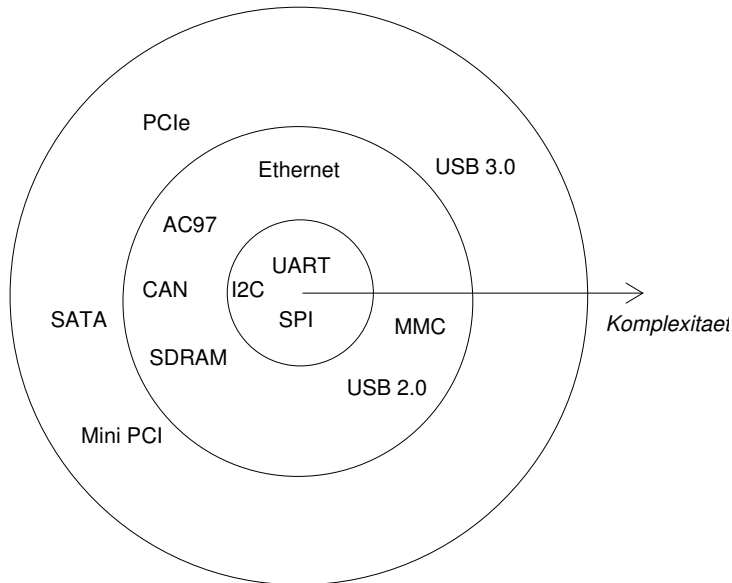 PCIe
USB 3.0
Ethernet
AC97
UART
CAN
I2C
SATA
SPI
MMC
Komplexitaet
SDRAM
USB 2.0
Mini PCI